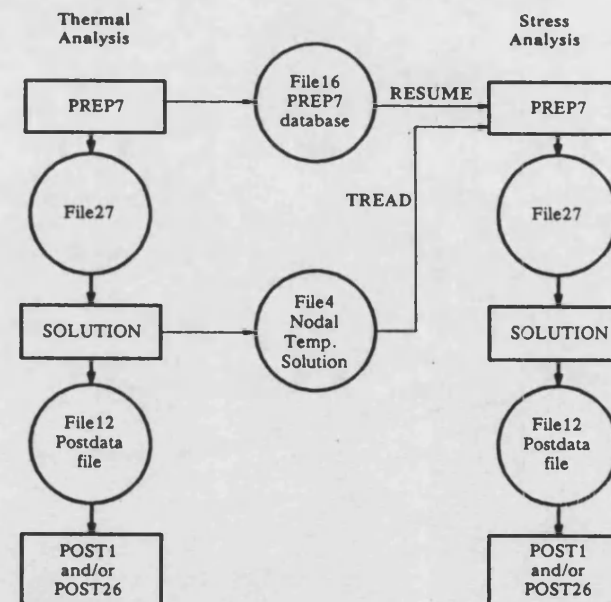 Thermal
Analysis
Stress
Analysis
PREP7
File16
PREP7
database
RESUME
PREP7
File27
TREAD
File27
SOLUTION
File4
Nodal
Temp.
Solution
SOLUTION
File12
Postdata
file
File12
Postdata
file
POST1
and/or
POST26
POST1
and/or
POST26